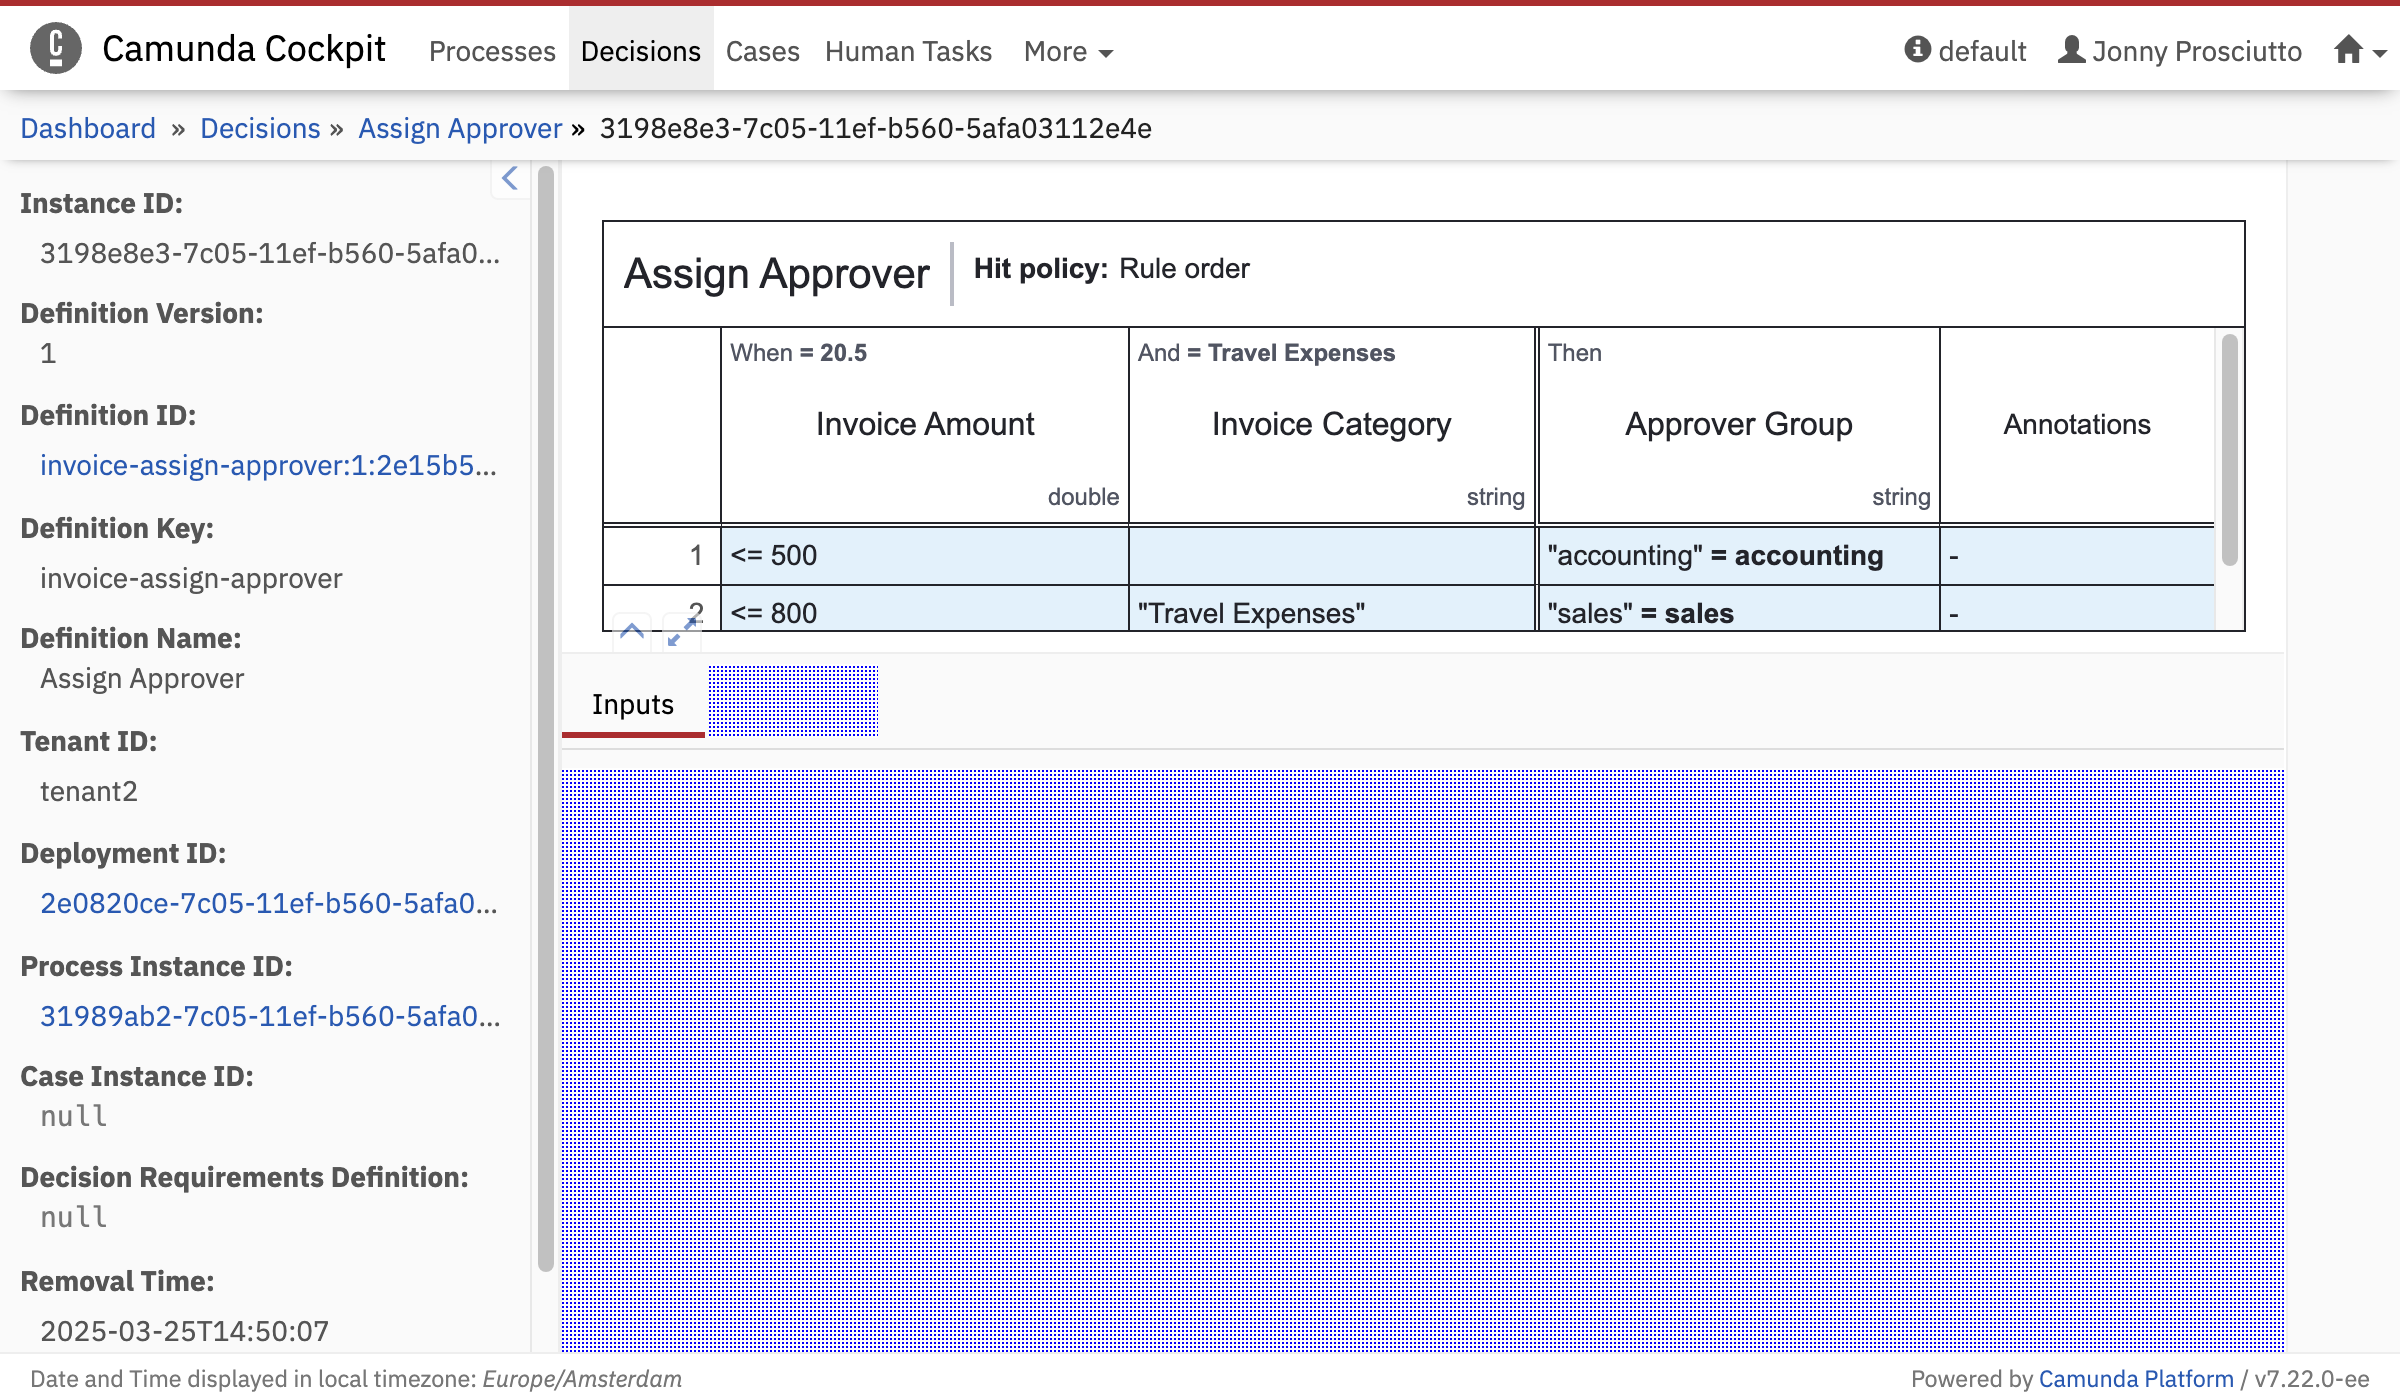 Camunda Cockpit Processes Decisions Cases Human Tasks More default Jonny Prosciutto
Dashboard » Decisions » Assign Approver » 3198e8e3-7c05-11ef-b560-5afa03112e4e
Instance ID:
3198e8e3-7c05-11ef-b560-5afa0...
Definition Version:
1
Definition ID:
invoice-assign-approver:1:2e15b5...
Definition Key:
invoice-assign-approver
Definition Name:
Assign Approver
Tenant ID:
tenant2
Deployment ID:
2e0820ce-7c05-11ef-b560-5afa0...
Process Instance ID:
31989ab2-7c05-11ef-b560-5afa0...
Case Instance ID:
null
Decision Requirements Definition:
null
Removal Time:
2025-03-25T14:50:07
Assign Approver Hit policy: Rule order
When = 20.5 And = Travel Expenses Then
Invoice Amount Invoice Category Approver Group Annotations
double string string
1 <= 500 "accounting" = accounting -
2 <= 800 "Travel Expenses" "sales" = sales -
Inputs
Date and Time displayed in local timezone: Europe/Amsterdam
Powered by Camunda Platform / v7.22.0-ee